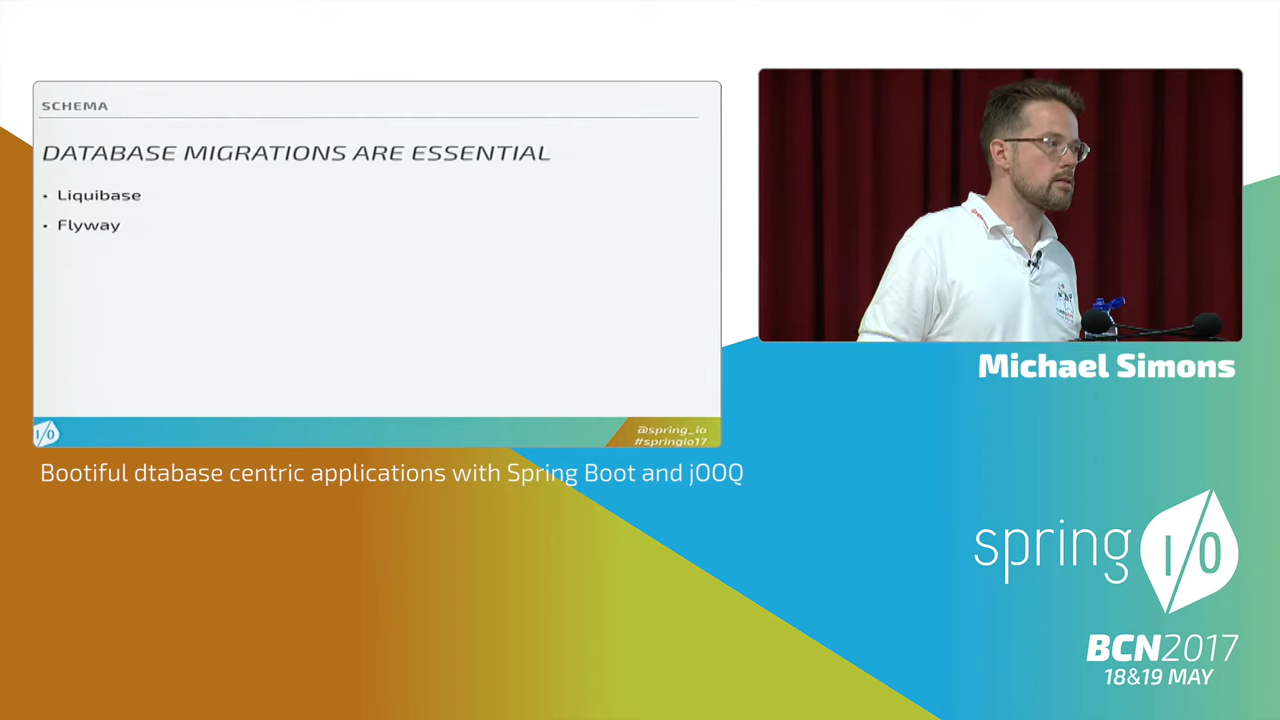 SCHEMA
DATABASE MIGRATIONS ARE ESSENTIAL
• Liquibase
• Flyway
I/O
@spring_io
#springio17
Michael Simons
Bootiful dtabase centric applications with Spring Boot and jOOQ
spring I/O
BCN2017
18&19 MAY